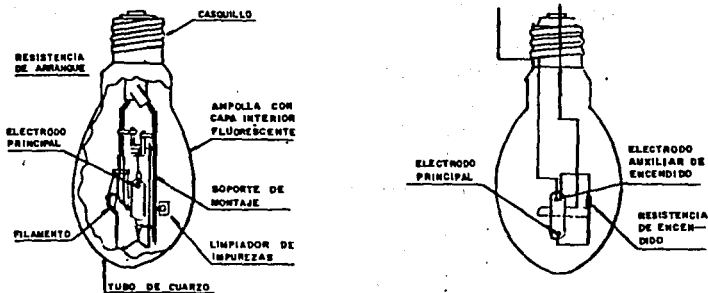 CASQUILLO
RESISTENCIA
DE ARRANQUE
AMPOLLA CON
CAPA INTERIOR
FLUORESCENTE
ELECTRODO
PRINCIPAL
SOPORTE DE
MONTAJE
FILAMENTO
LIMPIADOR DE
IMPUREZAS
TUBO DE CUARZO
ELECTRODO
PRINCIPAL
ELECTRODO
AUXILIAR DE
ENCENDIDO
RESISTENCIA
DE ENCEN—
DIDO